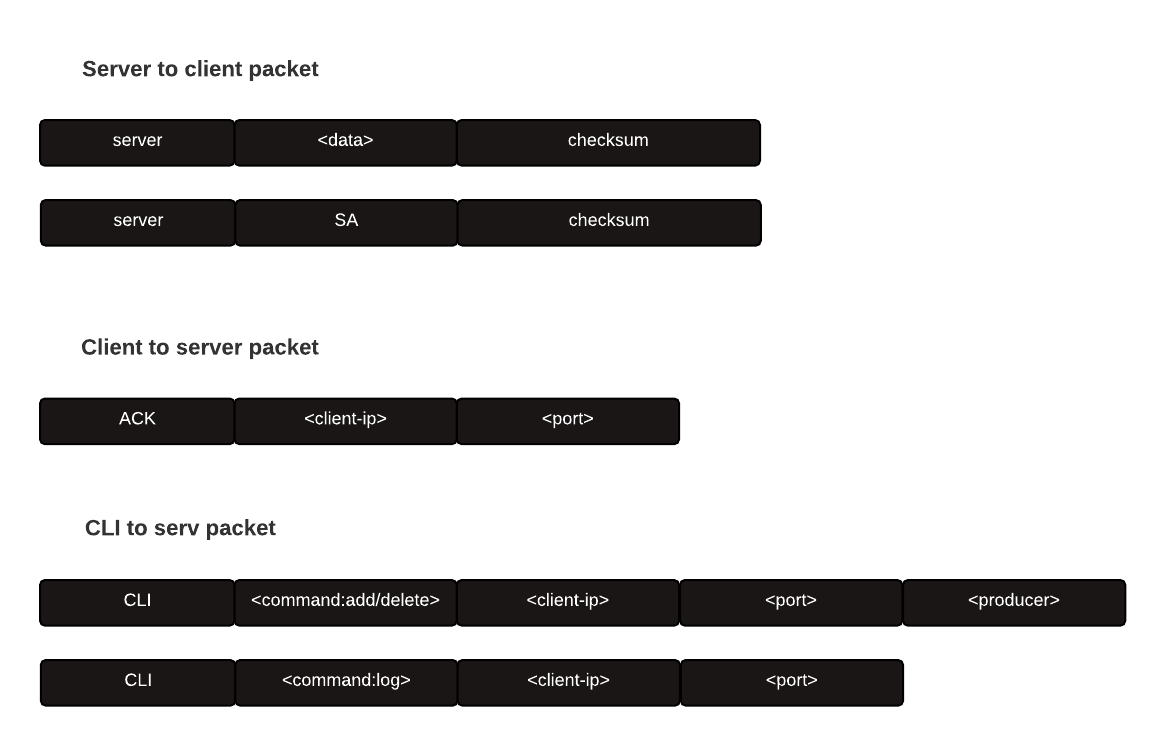 Server to client packet
server <data> checksum
server SA checksum
Client to server packet
ACK <client-ip> <port>
CLI to serv packet
CLI <command:add/delete> <client-ip> <port> <producer>
CLI <command:log> <client-ip> <port>